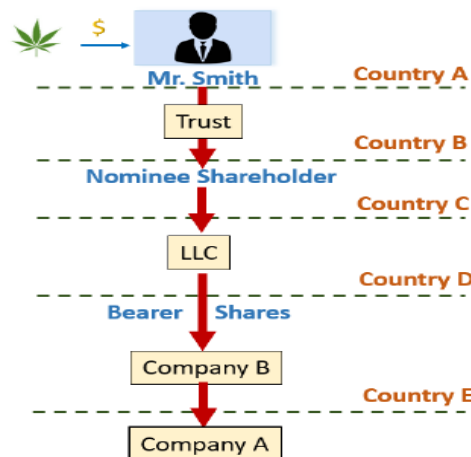 $
Mr. Smith
Country A
Trust
Country B
Nominee Shareholder
Country C
LLC
Country D
Bearer Shares
Company B
Country E
Company A